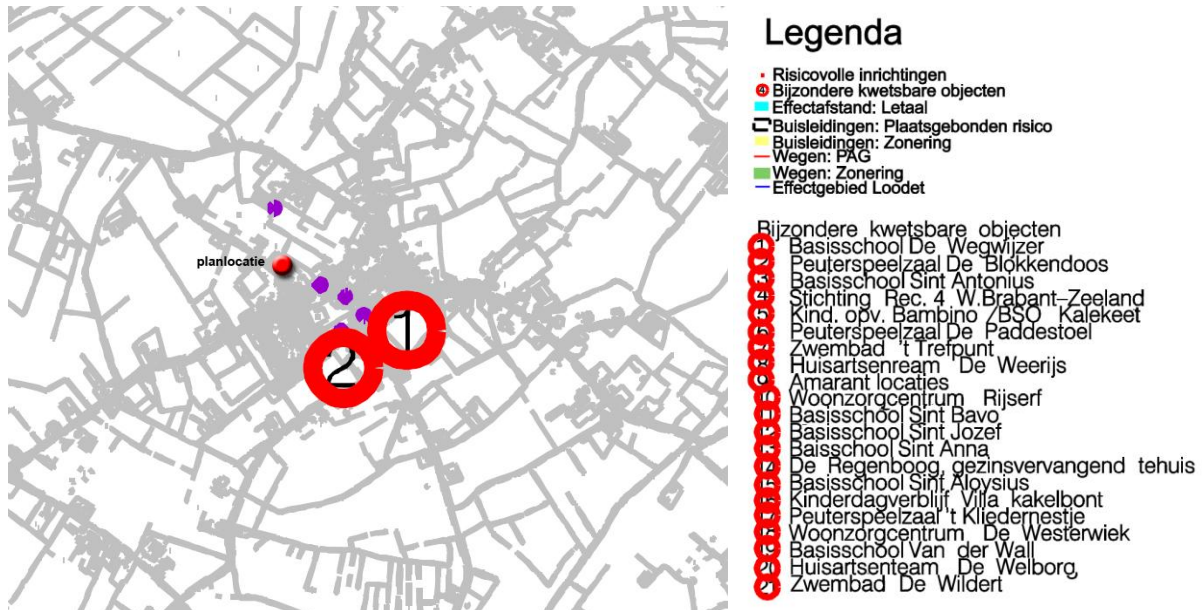 planlocatie
1
2
Legenda
Risicovolle inrichtingen
4 Bijzondere kwetsbare objecten
Effectafstand: Letaal
Buisleidingen: Plaatsgebonden risico
Buisleidingen: Zonering
Wegen: PAG
Wegen: Zonering
Effectgebied Loodet
Bijzondere kwetsbare objecten
1 Basisschool De Wegwijzer
2 Peuterspeelzaal De Blokkendoos
3 Basisschool Sint Antonius
4 Stichting Rec. 4 W.Brabant-Zeeland
5 Kind. opv. Bambino /BSO Kalekeet
6 Peuterspeelzaal De Paddestoel
7 Zwembad 't Trefpunt
8 Huisartsenream De Weerijs
9 Amarant locaties
10 Woonzorgcentrum Rijserf
11 Basisschool Sint Bavo
12 Basisschool Sint Jozef
13 Baisschool Sint Anna
14 De Regenboog, gezinsvervangend tehuis
15 Basisschool Sint Aloysius
16 Kinderdagverblijf Villa kakelbont
17 Peuterspeelzaal 't Kliedernestje
18 Woonzorgcentrum De Westerwiek
19 Basisschool Van der Wall
20 Huisartsenteam De Welborg,
21 Zwembad De Wildert